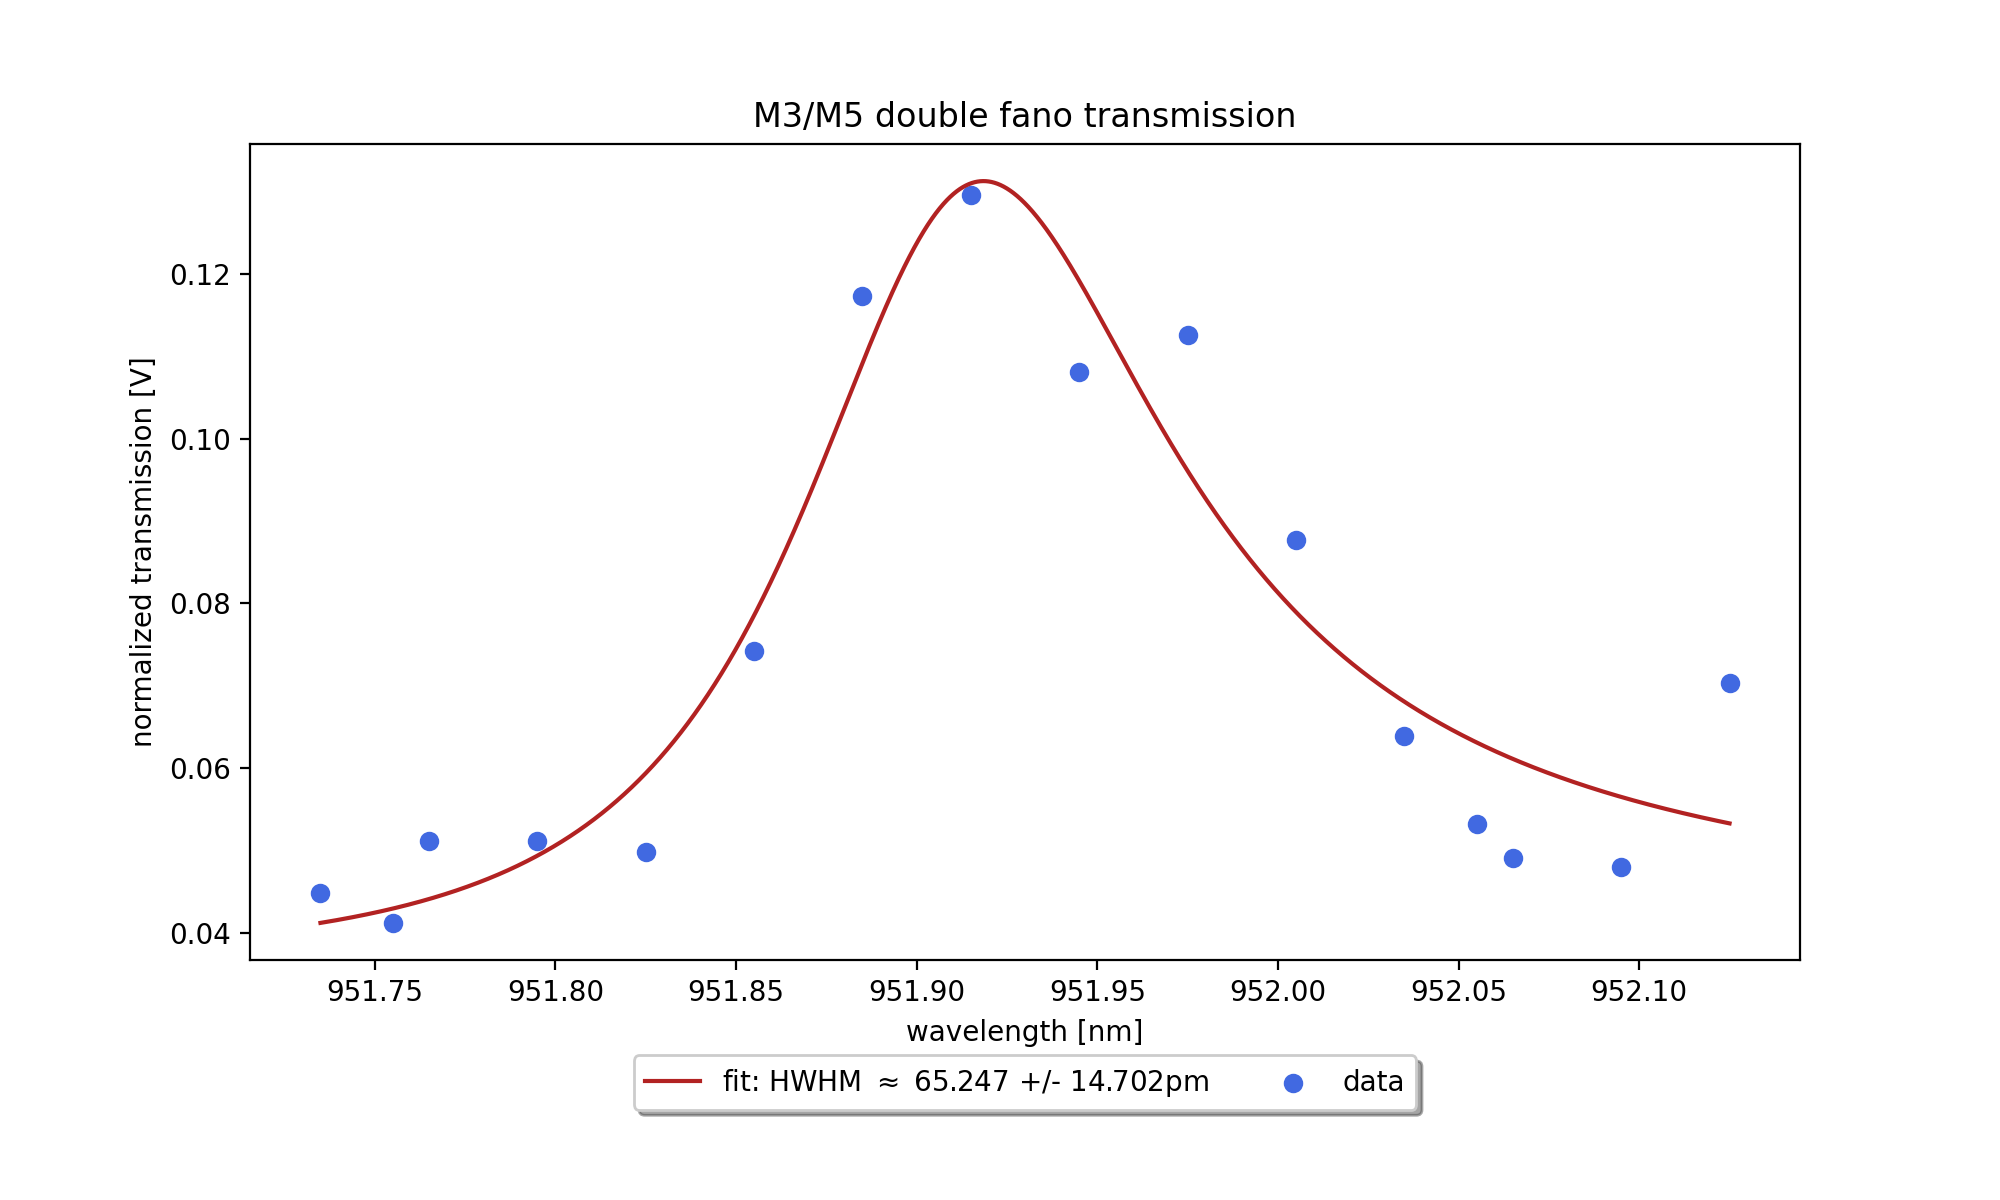 M3/M5 double fano transmission
normalized transmission [V]
0.12
0.10
0.08
0.06
0.04
951.75 951.80 951.85 951.90 951.95 952.00 952.05 952.10
wavelength [nm]
fit: HWHM ≈ 65.247 +/- 14.702pm data